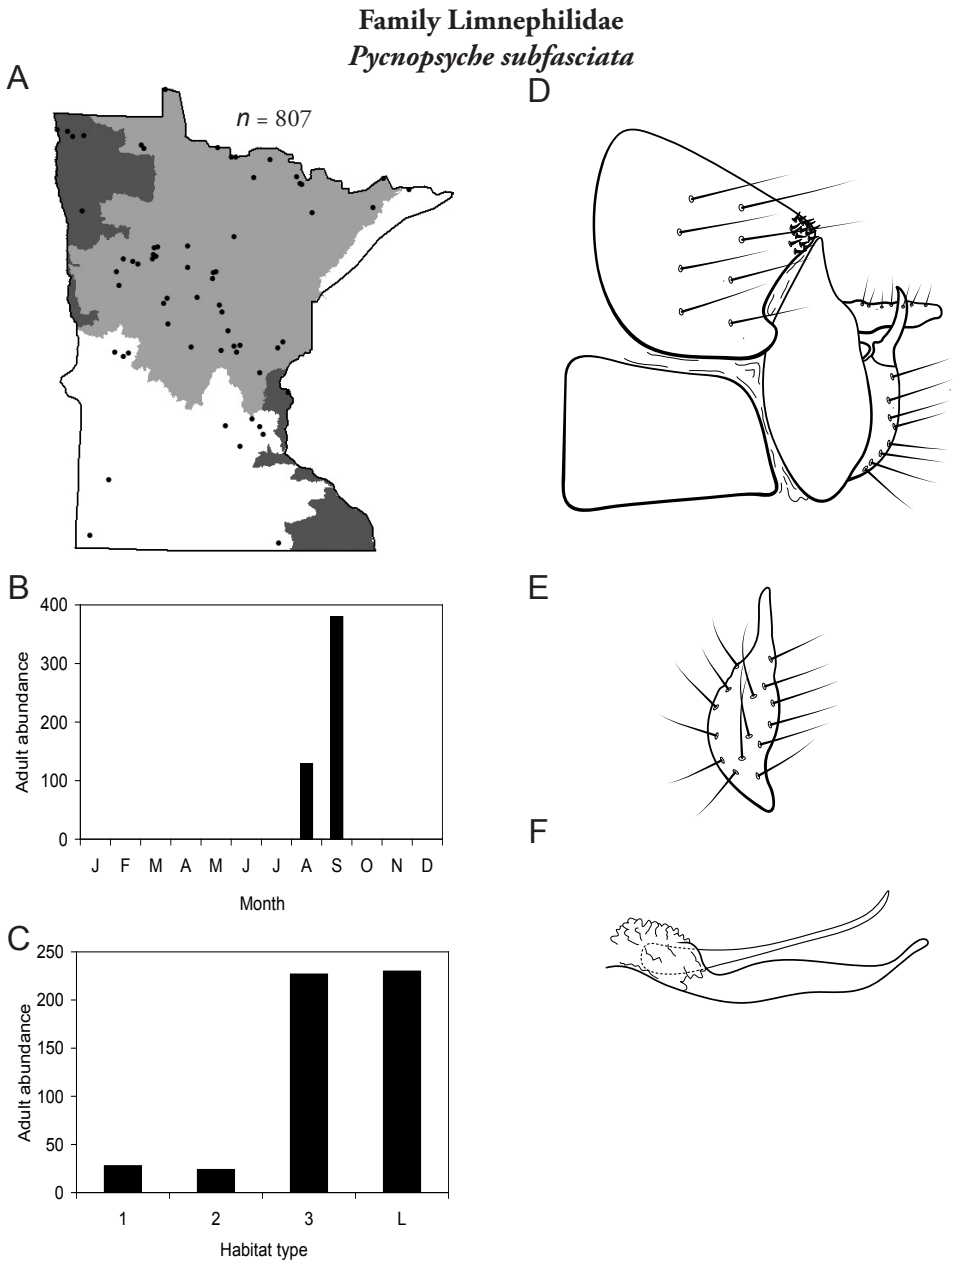 Family Limnephilidae
Pycnopsyche subfasciata
A
n = 807
B
400
300
200
100
0
Adult abundance
J F M A M J J A S O N D
Month
C
250
200
150
100
50
0
Adult abundance
1 2 3 L
Habitat type
D
E
F